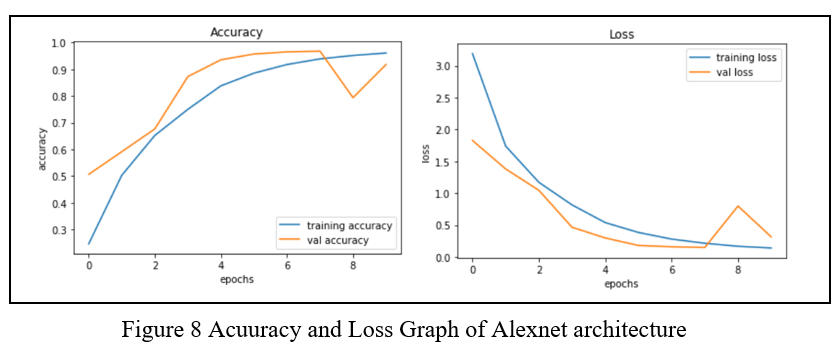 Accuracy
1.0
0.9
0.8
0.7
0.6
0.5
0.4
0.3
accuracy
training accuracy
val accuracy
0 2 4 6 8
epochs
Loss
3.0
2.5
2.0
1.5
1.0
0.5
0.0
loss
training loss
val loss
0 2 4 6 8
epochs
Figure 8 Acuuracy and Loss Graph of Alexnet architecture